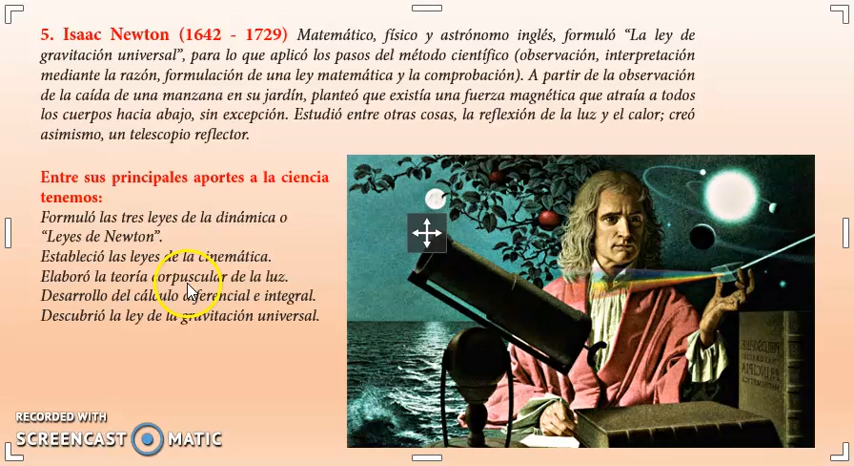 5. Isaac Newton (1642 - 1729) Matemático, físico y astrónomo inglés, formuló “La ley de
gravitación universal”, para lo que aplicó los pasos del método científico (observación, interpretación
mediante la razón, formulación de una ley matemática y la comprobación). A partir de la observación
de la caída de una manzana en su jardín, planteó que existía una fuerza magnética que atraía a todos
los cuerpos hacia abajo, sin excepción. Estudió entre otras cosas, la reflexión de la luz y el calor; creó
asimismo, un telescopio reflector.
Entre sus principales aportes a la ciencia
tenemos:
Formuló las tres leyes de la dinámica o
“Leyes de Newton”.
Estableció las leyes de la cinemática.
Elaboró la teoría corpuscular de la luz.
Desarrollo del cálculo diferencial e integral.
Descubrió la ley de la gravitación universal.
RECORDED WITH
SCREENCAST MATIC